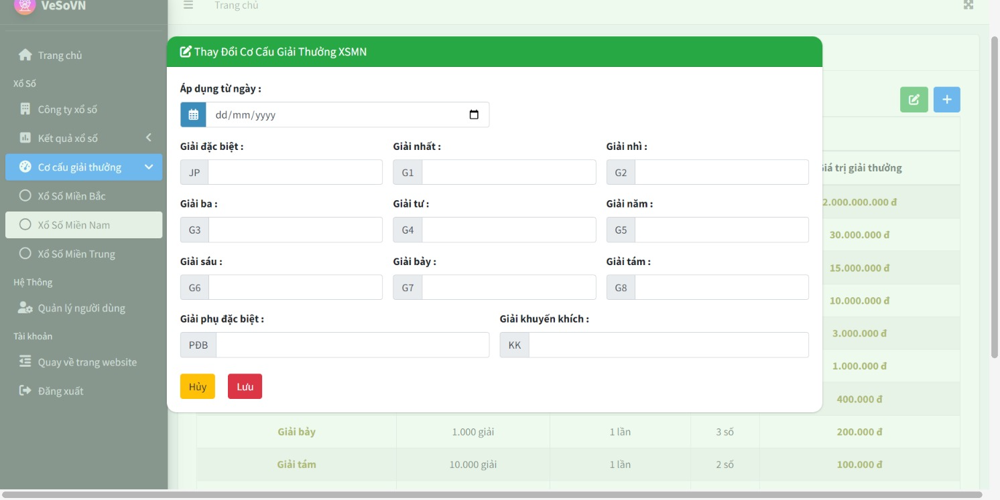 VeSoVN
Trang chủ
Trang chủ
Xổ Số
Công ty xổ số
Kết quả xổ số
Cơ cấu giải thưởng
Xổ Số Miền Bắc
Xổ Số Miền Nam
Xổ Số Miền Trung
Hệ Thông
Quản lý người dùng
Tài khoản
Quay về trang website
Đăng xuất
Thay Đổi Cơ Cấu Giải Thưởng XSMN
Áp dụng từ ngày :
dd/mm/yyyy
Giải đặc biệt : Giải nhất : Giải nhì :
JP G1 G2
Giải ba : Giải tư : Giải năm :
G3 G4 G5
Giải sáu : Giải bảy : Giải tám :
G6 G7 G8
Giải phụ đặc biệt : Giải khuyến khích :
PĐB KK
Hủy Lưu
trị giải thưởng
2.000.000.000 đ
30.000.000 đ
15.000.000 đ
10.000.000 đ
3.000.000 đ
1.000.000 đ
400.000 đ
Giải bảy 1.000 giải 1 lần 3 số 200.000 đ
Giải tám 10.000 giải 1 lần 2 số 100.000 đ